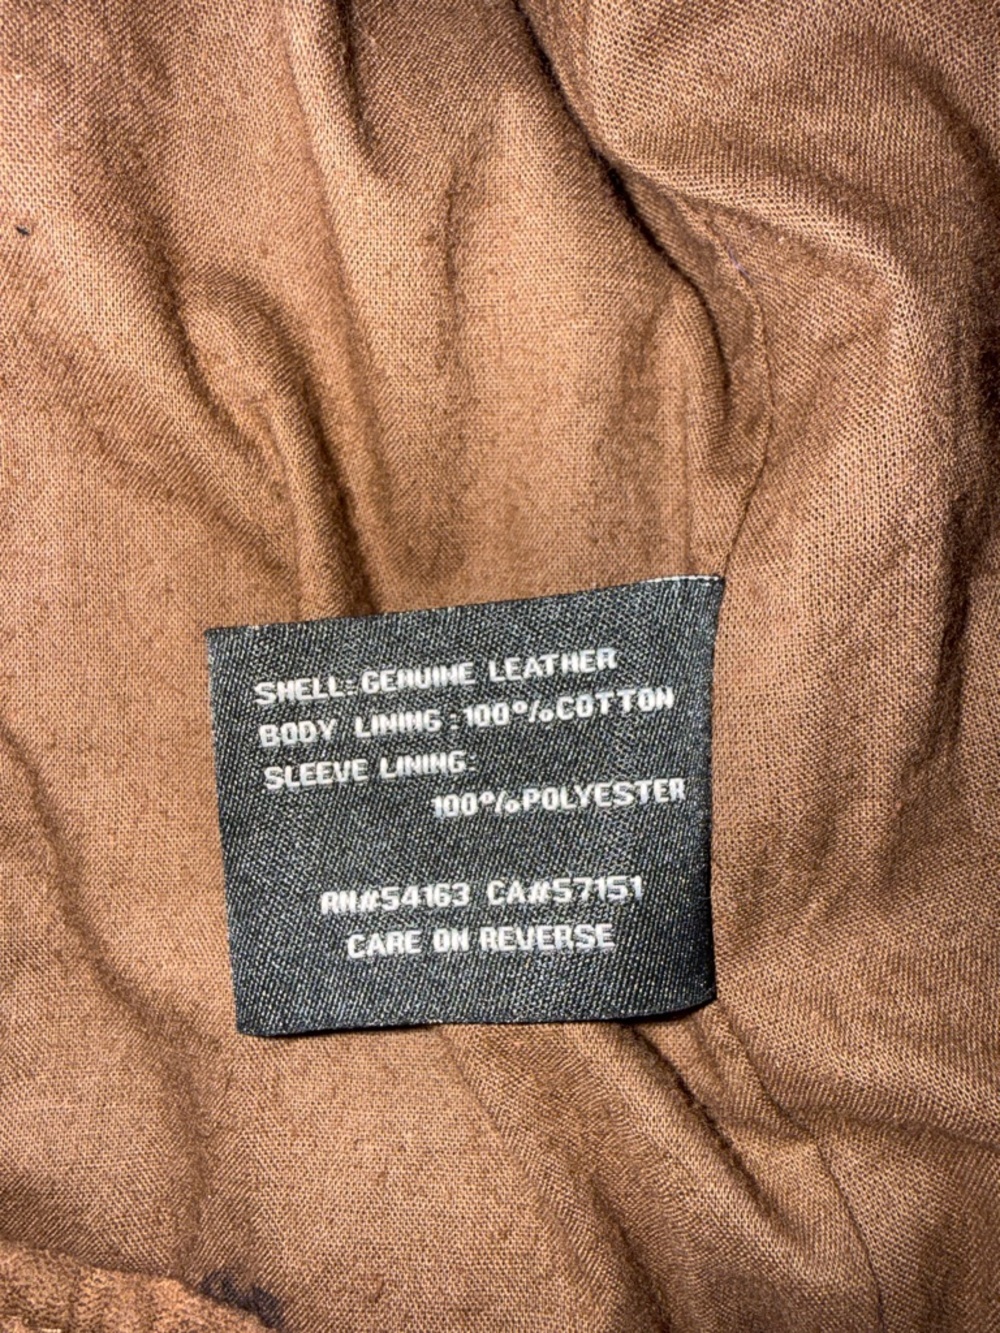 SHELL:GENUINE LEATHER
BODY LINING:100%COTTON
SLEEVE LINING:
100%POLYESTER
RN#54163 CA#57151
CARE ON REVERSE